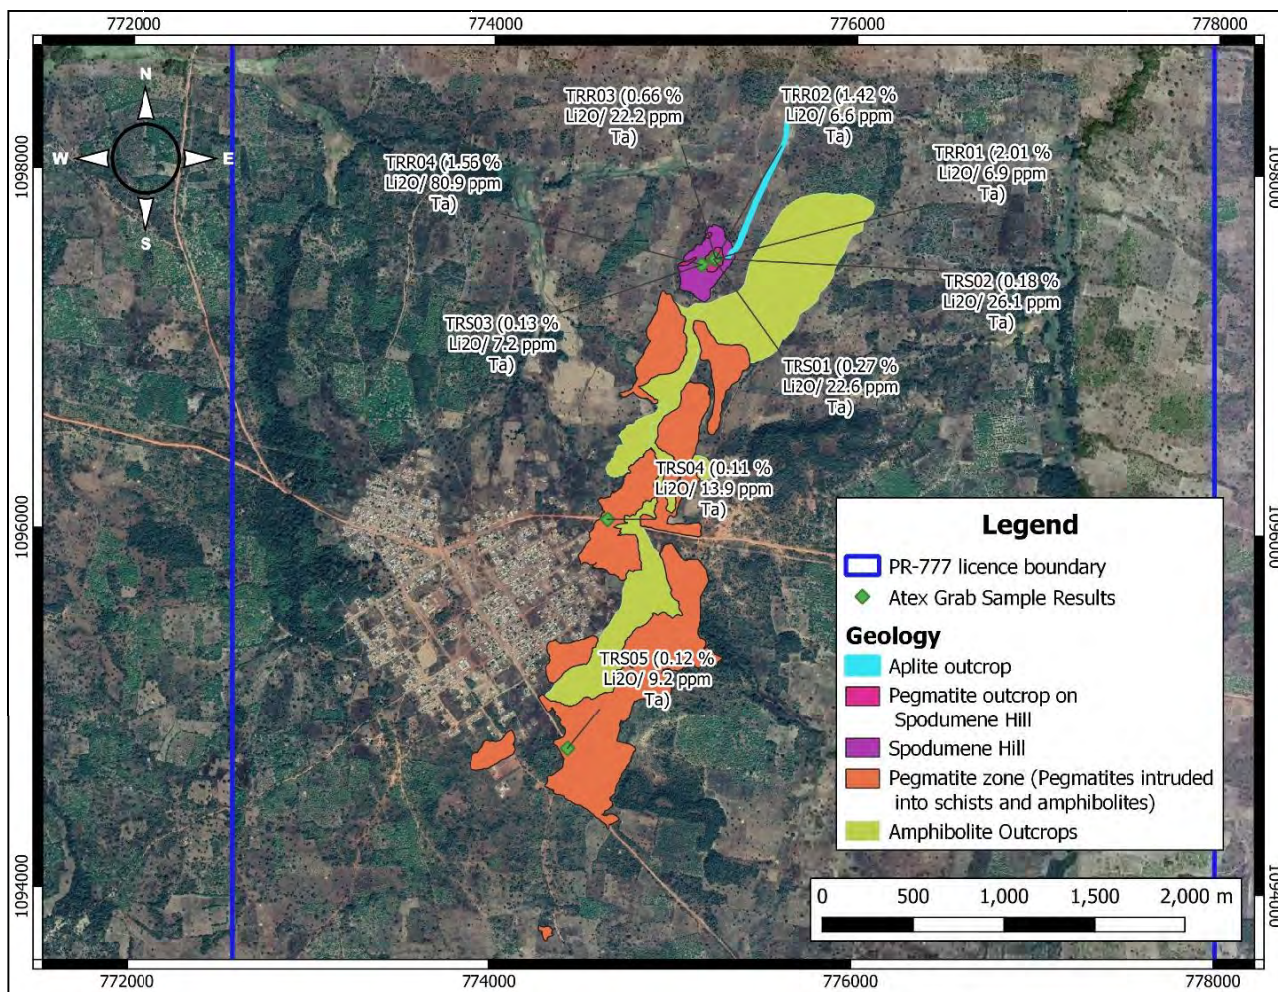 772000
774000
776000
778000
N
W
E
S
1098000
1096000
1094000
1098000
1096000
1094000
TRR03 (0.66 %
Li2O/ 22.2 ppm
Ta)
TRR02 (1.42 %
Li2O/ 6.6 ppm
Ta)
TRR04 (1.56 %
Li2O/ 80.9 ppm
Ta)
TRR01 (2.01 %
Li2O/ 6.9 ppm
Ta)
TRS02 (0.18 %
Li2O/ 26.1 ppm
Ta)
TRS03 (0.13 %
Li2O/ 7.2 ppm
Ta)
TRS01 (0.27 %
Li2O/ 22.6 ppm
Ta)
TRS04 (0.11 %
Li2O/ 13.9 ppm
Ta)
TRS05 (0.12 %
Li2O/ 9.2 ppm
Ta)
Legend
PR-777 licence boundary
Atex Grab Sample Results
Geology
Aplite outcrop
Pegmatite outcrop on
Spodumene Hill
Spodumene Hill
Pegmatite zone (Pegmatites intruded
into schists and amphibolites)
Amphibolite Outcrops
0 500 1,000 1,500 2,000 m
772000
774000
776000
778000